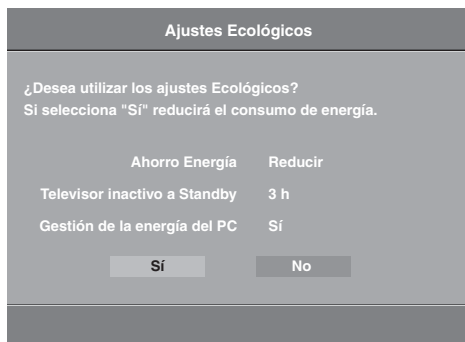 Ajustes Ecológicos
¿Desea utilizar los ajustes Ecológicos?
Si selecciona "Sí" reducirá el consumo de energía.
Ahorro Energía Reducir
Televisor inactivo a Standby 3 h
Gestión de la energía del PC Sí
Sí No